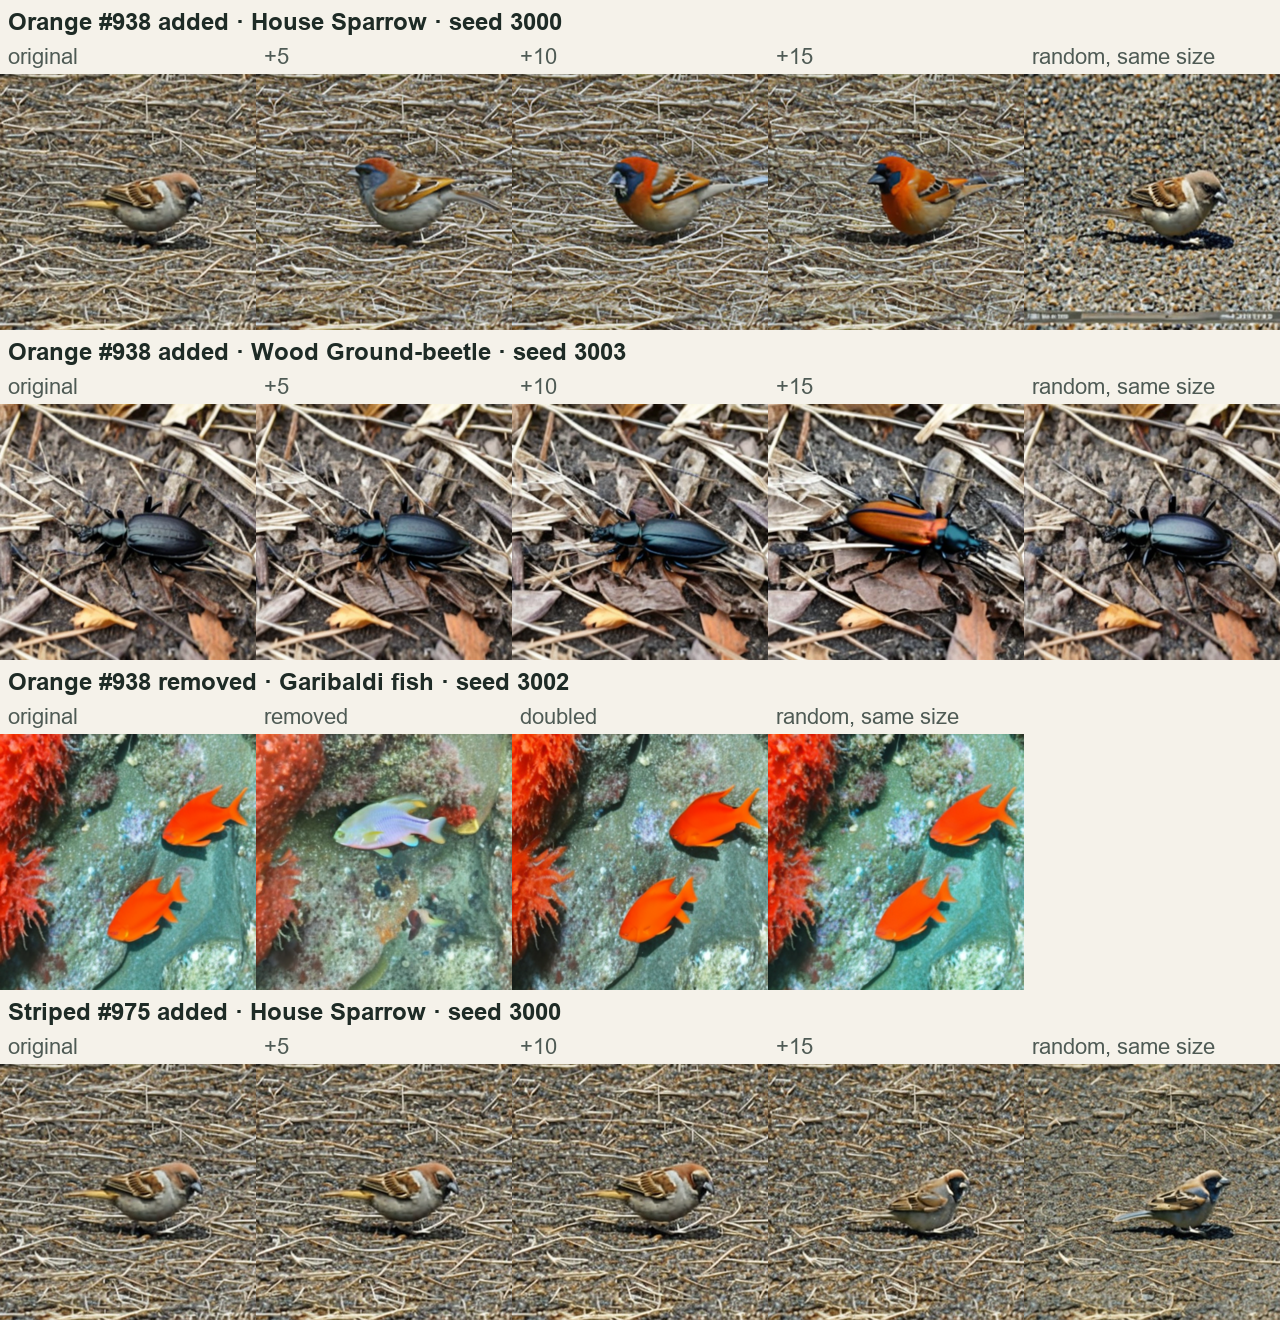 Orange #938 added · House Sparrow · seed 3000
original +5 +10 +15 random, same size
Orange #938 added · Wood Ground-beetle · seed 3003
original +5 +10 +15 random, same size
Orange #938 removed · Garibaldi fish · seed 3002
original removed doubled random, same size
Striped #975 added · House Sparrow · seed 3000
original +5 +10 +15 random, same size